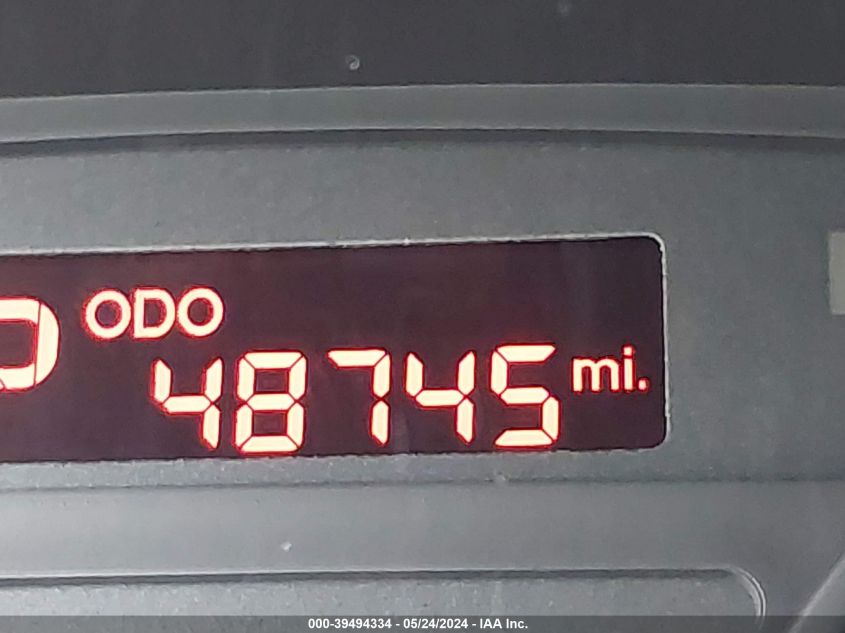 P ODO
48745 mi.
000-39494334 - 05/24/2024 - IAA Inc.